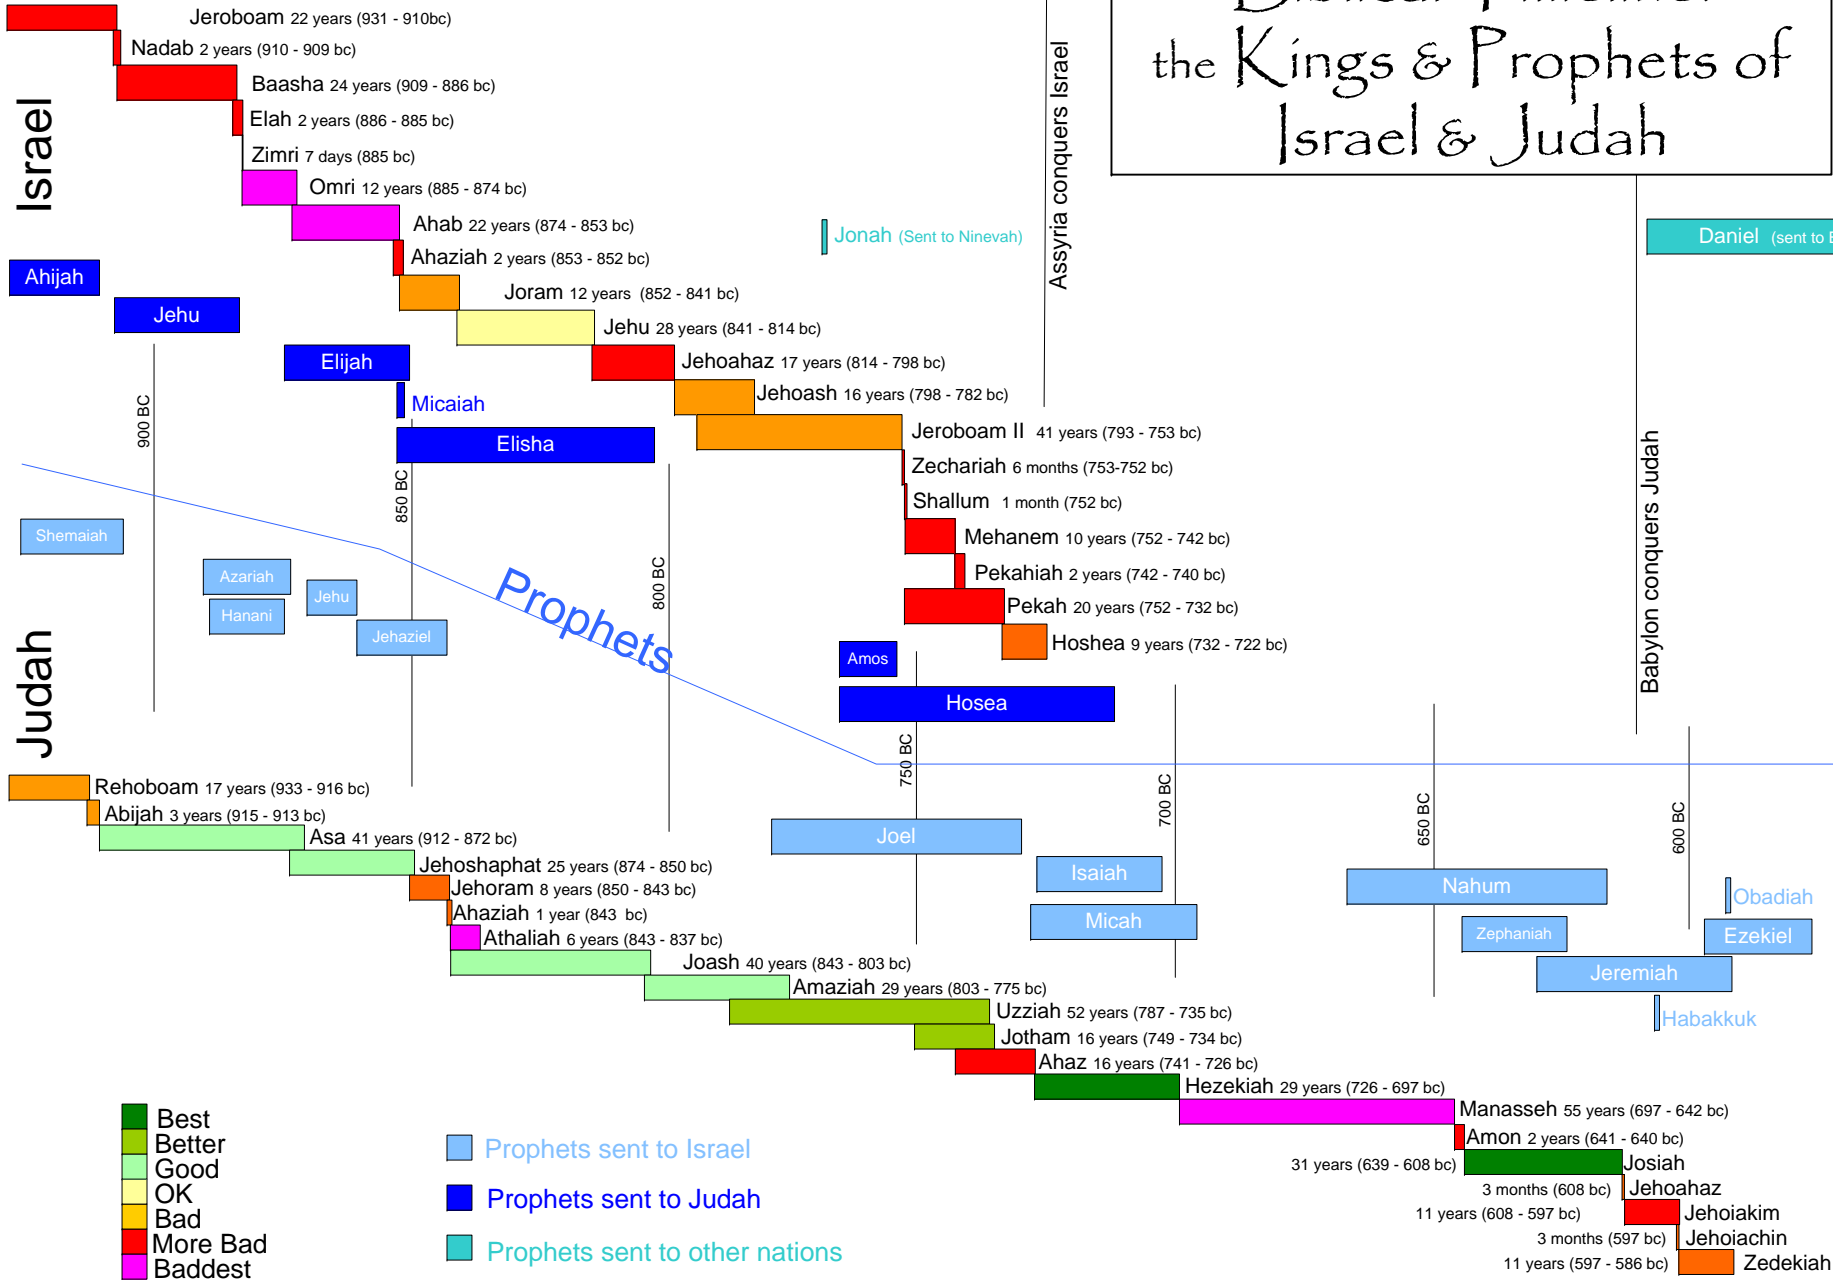 Biblical Timeline:
the Kings & Prophets of
Israel & Judah
Israel
Jeroboam 22 years (931 - 910bc)
Nadab 2 years (910 - 909 bc)
Baasha 24 years (909 - 886 bc)
Elah 2 years (886 - 885 bc)
Zimri 7 days (885 bc)
Omri 12 years (885 - 874 bc)
Ahab 22 years (874 - 853 bc)
Ahaziah 2 years (853 - 852 bc)
Joram 12 years (852 - 841 bc)
Jehu 28 years (841 - 814 bc)
Jehoahaz 17 years (814 - 798 bc)
Jehoash 16 years (798 - 782 bc)
Jeroboam II 41 years (793 - 753 bc)
Zechariah 6 months (753-752 bc)
Shallum 1 month (752 bc)
Mehanem 10 years (752 - 742 bc)
Pekahiah 2 years (742 - 740 bc)
Pekah 20 years (752 - 732 bc)
Hoshea 9 years (732 - 722 bc)
Assyria conquers Israel
Babylon conquers Judah
Jonah (Sent to Ninevah)
Daniel (sent to
Ahijah
Jehu
Elijah
Micaiah
Elisha
Amos
Hosea
900 BC
850 BC
800 BC
750 BC
700 BC
650 BC
600 BC
Prophets
Shemaiah
Azariah
Hanani
Jehu
Jehaziel
Joel
Isaiah
Micah
Nahum
Zephaniah
Jeremiah
Habakkuk
Obadiah
Ezekiel
Judah
Rehoboam 17 years (933 - 916 bc)
Abijah 3 years (915 - 913 bc)
Asa 41 years (912 - 872 bc)
Jehoshaphat 25 years (874 - 850 bc)
Jehoram 8 years (850 - 843 bc)
Ahaziah 1 year (843 bc)
Athaliah 6 years (843 - 837 bc)
Joash 40 years (843 - 803 bc)
Amaziah 29 years (803 - 775 bc)
Uzziah 52 years (787 - 735 bc)
Jotham 16 years (749 - 734 bc)
Ahaz 16 years (741 - 726 bc)
Hezekiah 29 years (726 - 697 bc)
Manasseh 55 years (697 - 642 bc)
Amon 2 years (641 - 640 bc)
31 years (639 - 608 bc) Josiah
3 months (608 bc) Jehoahaz
11 years (608 - 597 bc) Jehoiakim
3 months (597 bc) Jehoiachin
11 years (597 - 586 bc) Zedekiah
Best
Better
Good
OK
Bad
More Bad
Baddest
Prophets sent to Israel
Prophets sent to Judah
Prophets sent to other nations